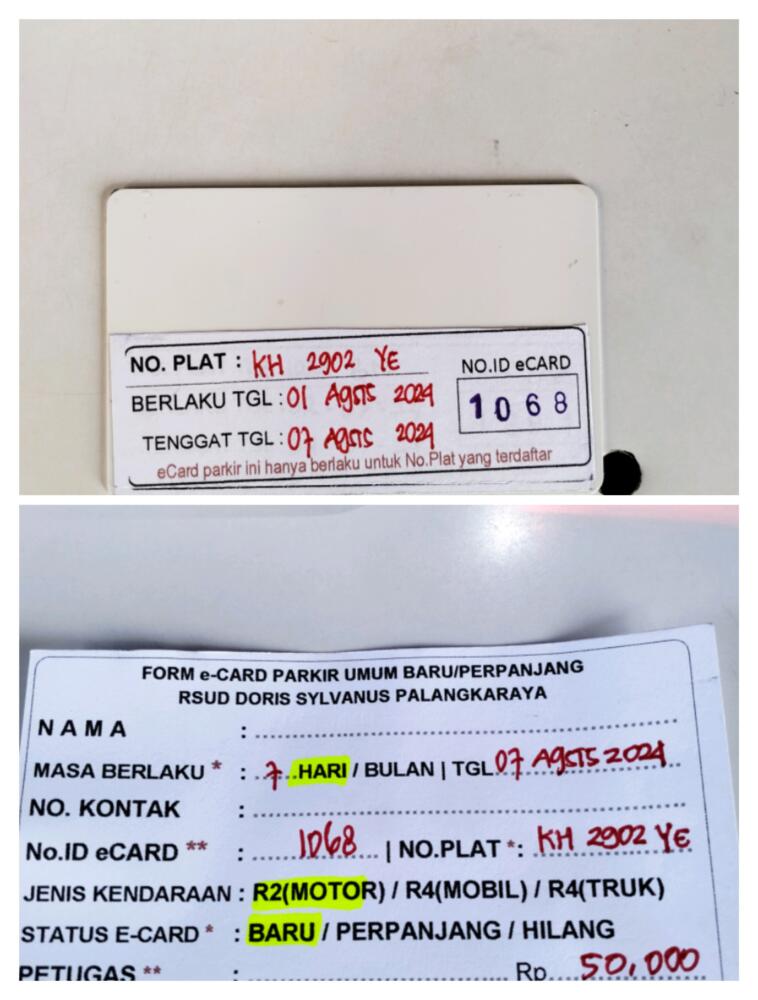 NO. PLAT : KH 2902 YE
BERLAKU TGL : 01 Agsts 2024
TENGGAT TGL : 07 Agsts 2024
NO.ID eCARD
1068
eCard parkir ini hanya berlaku untuk No.Plat yang terdaftar
FORM e-CARD PARKIR UMUM BARU/PERPANJANG
RSUD DORIS SYLVANUS PALANGKARAYA
NAMA :
MASA BERLAKU * : 7 HARI / BULAN | TGL 07 Agsts 2024
NO. KONTAK :
No.ID eCARD ** : 1068 | NO.PLAT *: KH 2902 YE
JENIS KENDARAAN : R2(MOTOR) / R4(MOBIL) / R4(TRUK)
STATUS E-CARD * : BARU / PERPANJANG / HILANG
PETUGAS ** : Rp. 50,000